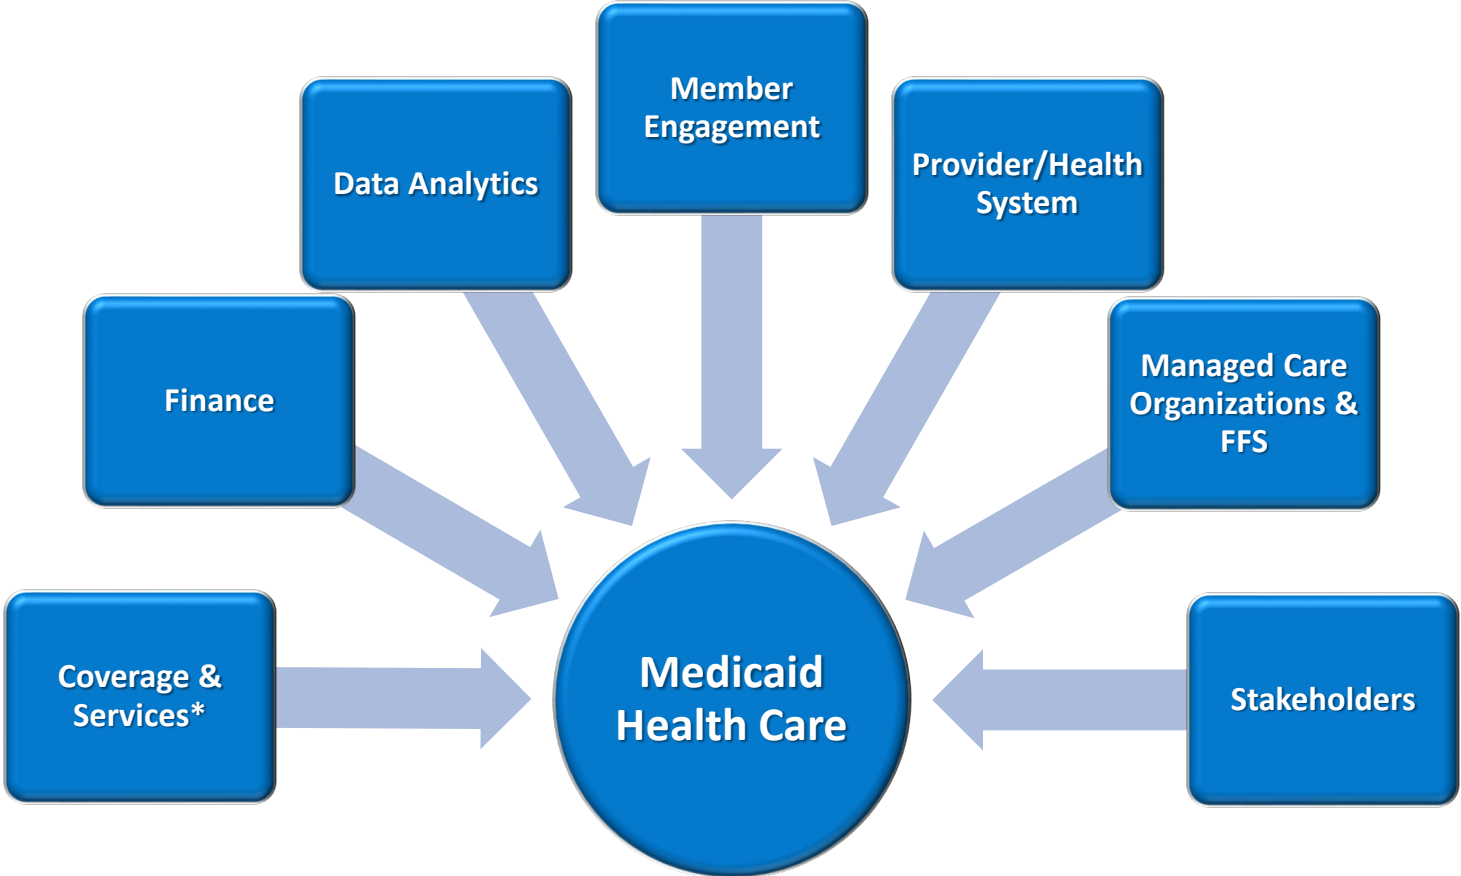 Member
Engagement
Data Analytics
Provider/Health
System
Finance
Managed Care
Organizations &
FFS
Coverage &
Services*
Medicaid
Health Care
Stakeholders